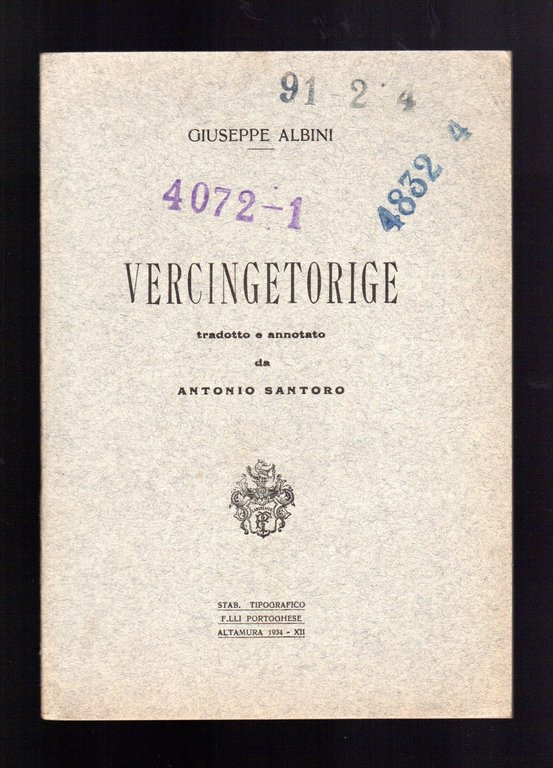 91 - 2 4
GIUSEPPE ALBINI
4832 4
4072-1
VERCINGETORIGE
tradotto e annotato
da
ANTONIO SANTORO
STAB. TIPOGRAFICO
F.LLI PORTOGHESE
ALTAMURA 1934 - XII